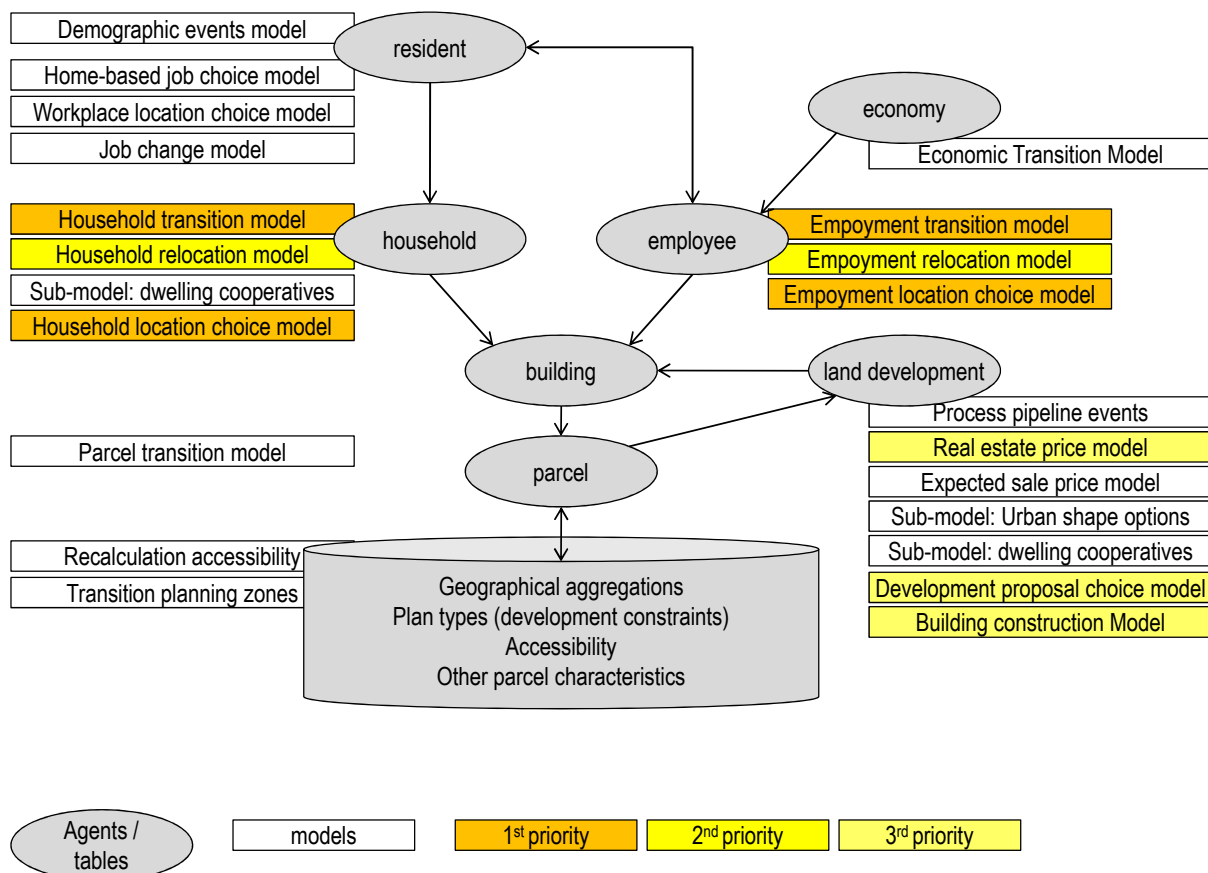 Demographic events model
resident
Home-based job choice model
Workplace location choice model
Job change model
economy
Economic Transition Model
Household transition model
Household relocation model
Sub-model: dwelling cooperatives
Household location choice model
household
employee
Empoyment transition model
Empoyment relocation model
Empoyment location choice model
building
land development
Process pipeline events
Real estate price model
Expected sale price model
Sub-model: Urban shape options
Sub-model: dwelling cooperatives
Development proposal choice model
Building construction Model
Parcel transition model
parcel
Recalculation accessibility
Transition planning zones
Geographical aggregations
Plan types (development constraints)
Accessibility
Other parcel characteristics
Agents /
tables
models
1st priority
2nd priority
3rd priority